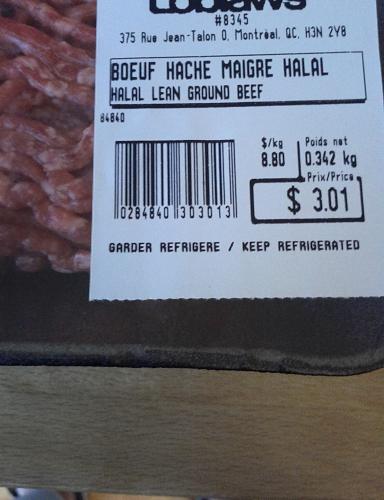 Loblaws
#8345
375 Rue Jean-Talon O, Montreal, QC, H3N 2Y8
BOEUF HACHE MAIGRE HALAL
HALAL LEAN GROUND BEEF
84840
$/kg Poids net
8.80 0.342 kg
Prix/Price
$ 3.01
0284840 303013
GARDER REFRIGERE / KEEP REFRIGERATED